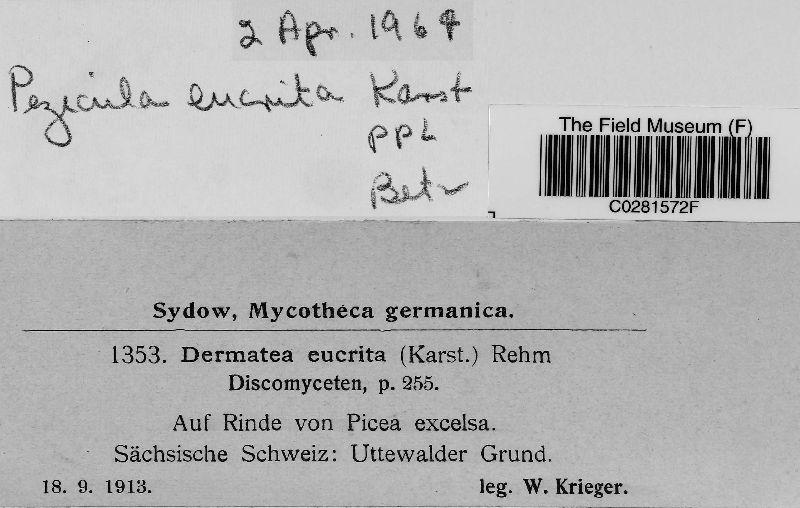 2 Apr. 1964
Pezicula eucrita Karst
PPL
The Field Museum (F)
C0281572F
Sydow, Mycotheca germanica.
1353. Dermatea eucrita (Karst.) Rehm
Discomyceten, p. 255.
Auf Rinde von Picea excelsa.
Sächsische Schweiz: Uttewalder Grund.
18. 9. 1913.
leg. W. Krieger.